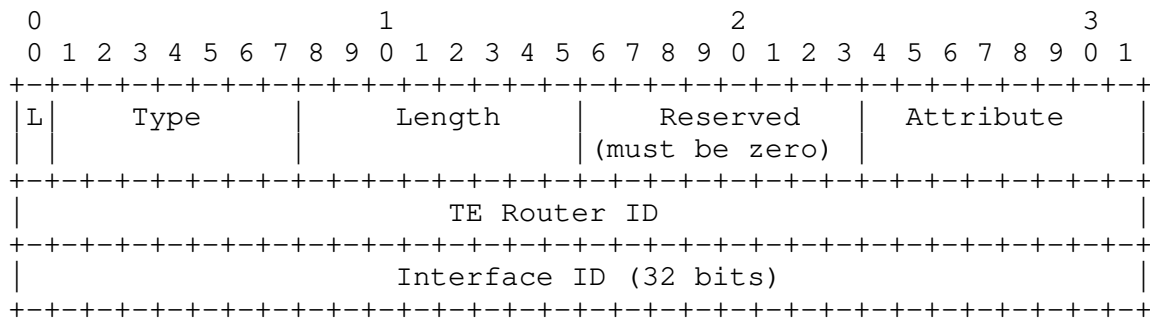 0                   1                   2                   3
 0 1 2 3 4 5 6 7 8 9 0 1 2 3 4 5 6 7 8 9 0 1 2 3 4 5 6 7 8 9 0 1
+-+-+-+-+-+-+-+-+-+-+-+-+-+-+-+-+-+-+-+-+-+-+-+-+-+-+-+-+-+-+-+-+
|L|    Type     |     Length    |    Reserved   |  Attribute    |
| |             |               |(must be zero) |               |
+-+-+-+-+-+-+-+-+-+-+-+-+-+-+-+-+-+-+-+-+-+-+-+-+-+-+-+-+-+-+-+-+
|                        TE Router ID                           |
+-+-+-+-+-+-+-+-+-+-+-+-+-+-+-+-+-+-+-+-+-+-+-+-+-+-+-+-+-+-+-+-+
|                     Interface ID (32 bits)                    |
+-+-+-+-+-+-+-+-+-+-+-+-+-+-+-+-+-+-+-+-+-+-+-+-+-+-+-+-+-+-+-+-+